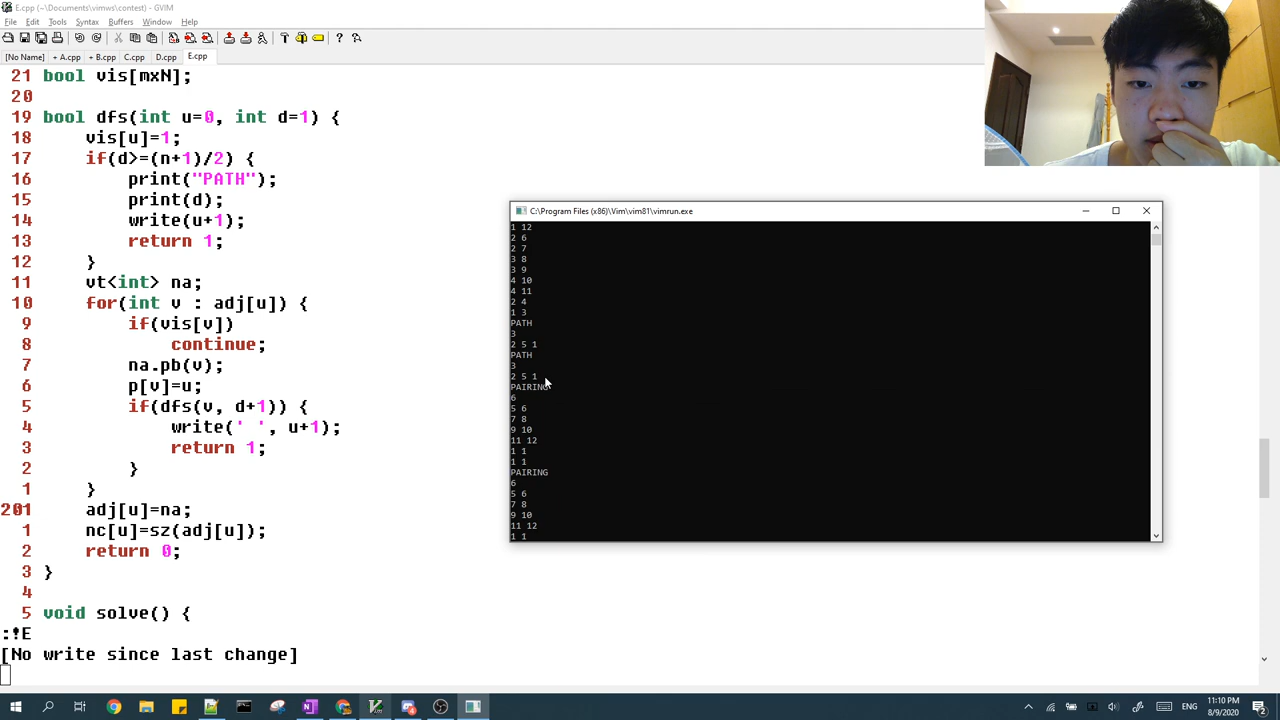 E.cpp (~\Documents\vimws\contest) - GVIM
File Edit Tools Syntax Buffers Window Help
[No Name] + A.cpp + B.cpp C.cpp D.cpp E.cpp
21 bool vis[mxN];
20
19 bool dfs(int u=0, int d=1) {
18 vis[u]=1;
17 if(d>=(n+1)/2) {
16 print("PATH");
15 print(d);
14 write(u+1);
13 return 1;
12 }
11 vt<int> na;
10 for(int v : adj[u]) {
9 if(vis[v])
8 continue;
7 na.pb(v);
6 p[v]=u;
5 if(dfs(v, d+1)) {
4 write(' ', u+1);
3 return 1;
2 }
1 }
201 adj[u]=na;
1 nc[u]=sz(adj[u]);
2 return 0;
3 }
4
5 void solve() {
:!E
[No write since last change]
C:\Program Files (x86)\Vim\vim81\vimrun.exe
1 12
2 6
2 7
3 8
3 9
4 10
4 11
2 4
1 3
PATH
3
2 5 1
PATH
3
2 5 1
PAIRING
6
5 6
7 8
9 10
11 12
1 1
1 1
PAIRING
6
5 6
7 8
9 10
11 12
1 1
ENG
11:10 PM
8/9/2020
2